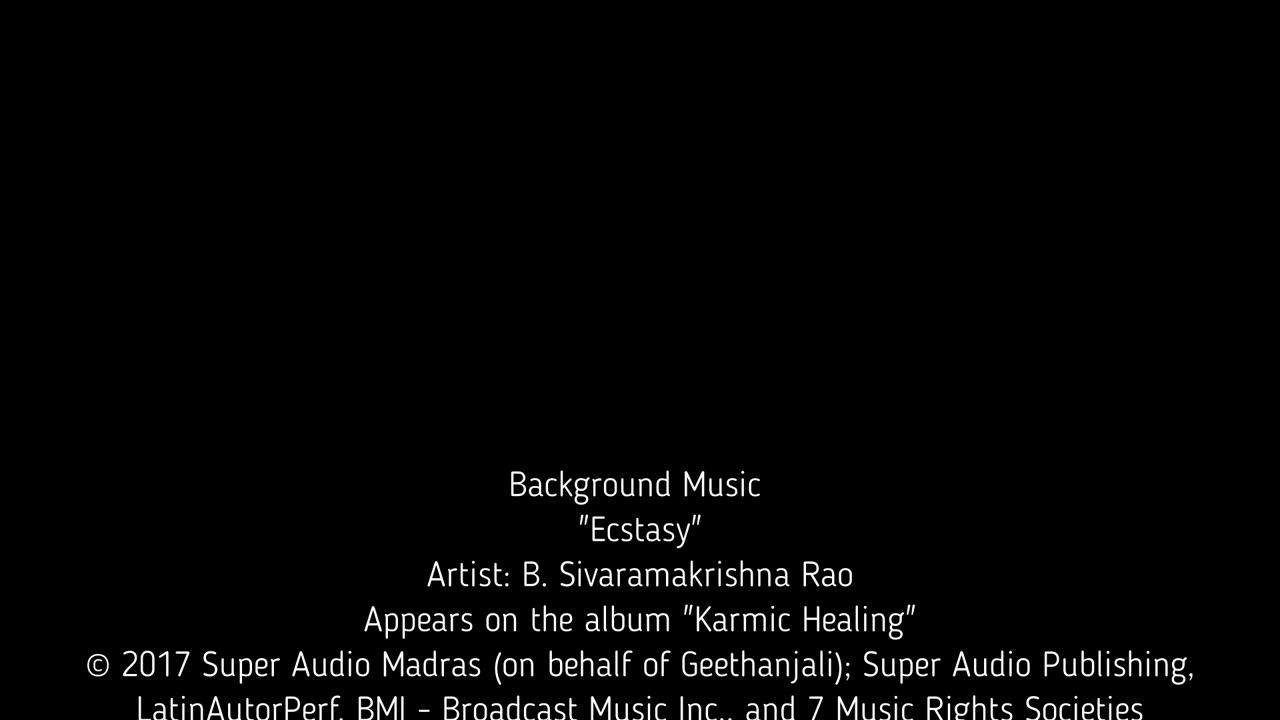 Background Music
"Ecstasy"
Artist: B. Sivaramakrishna Rao
Appears on the album "Karmic Healing"
© 2017 Super Audio Madras (on behalf of Geethanjali); Super Audio Publishing,
LatinAutorPerf, BMI - Broadcast Music Inc., and 7 Music Rights Societies